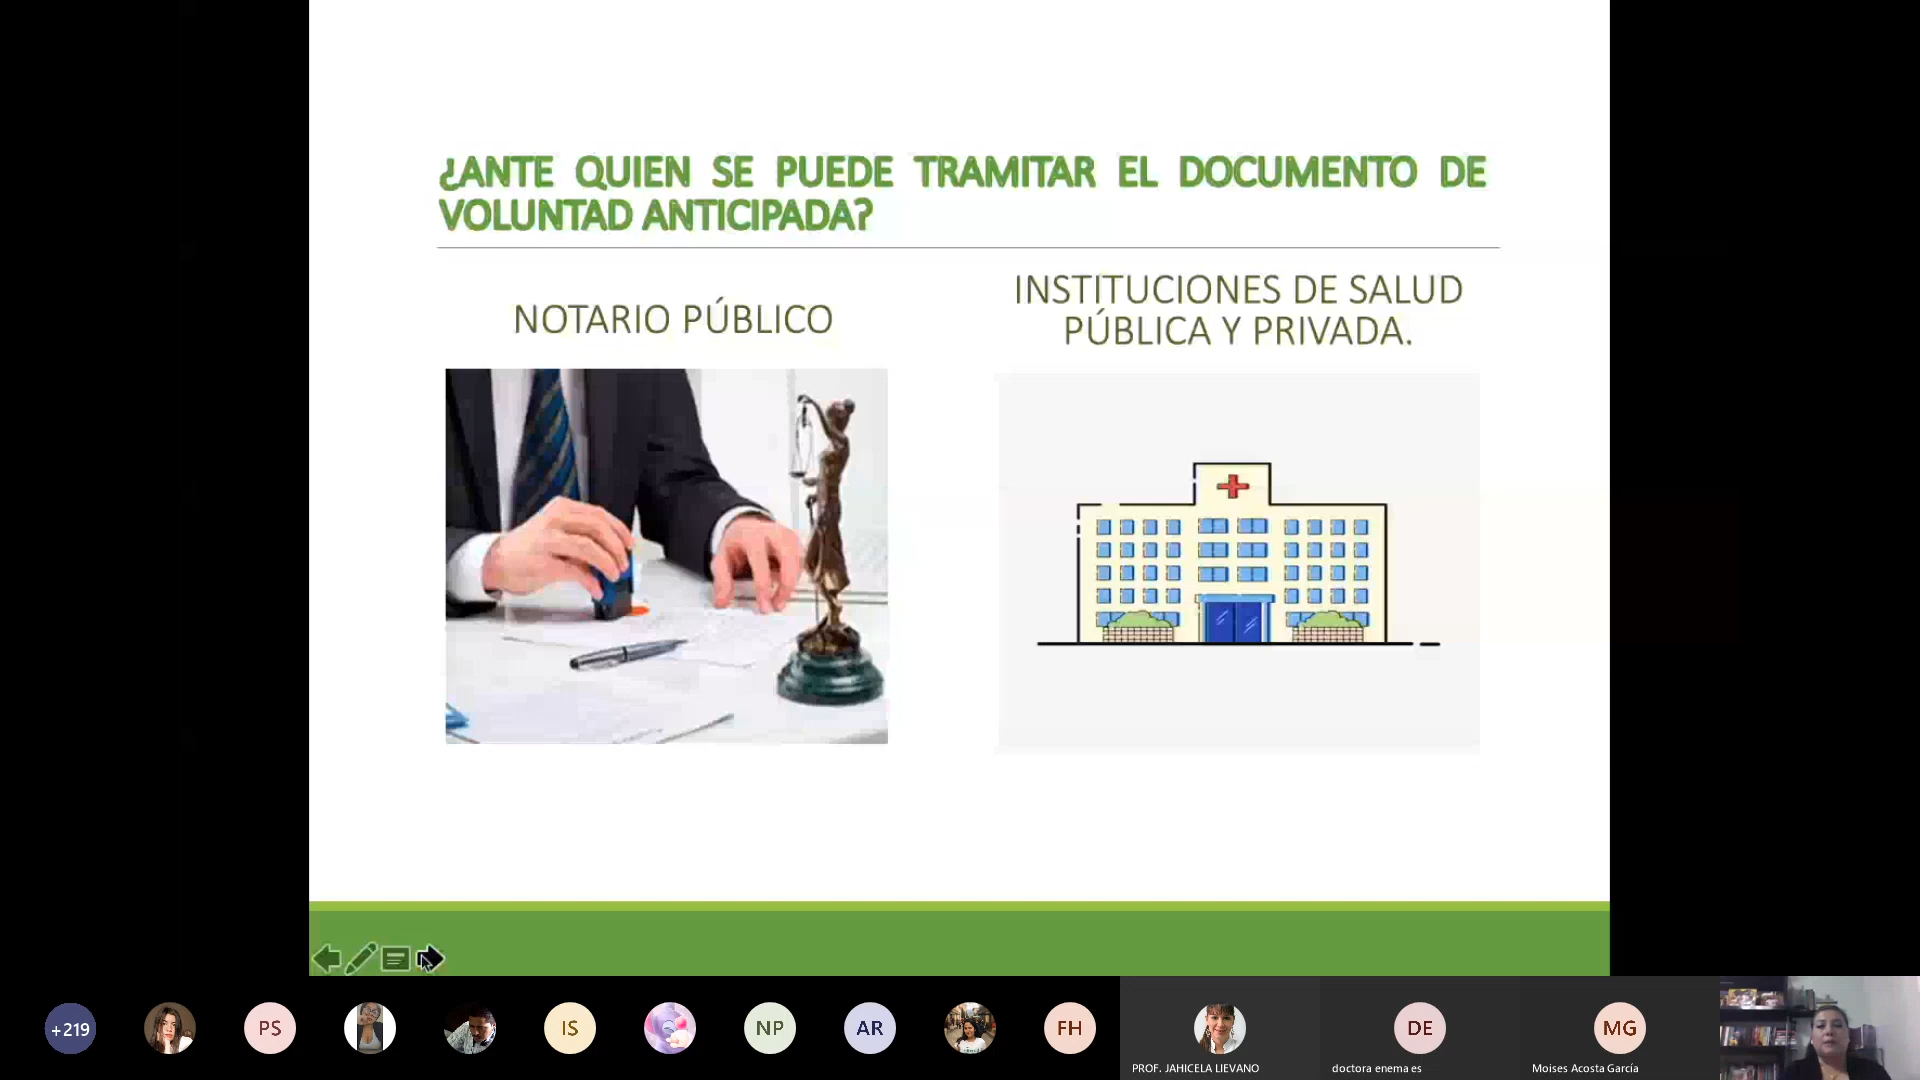 ¿ANTE QUIEN SE PUEDE TRAMITAR EL DOCUMENTO DE
VOLUNTAD ANTICIPADA?
NOTARIO PÚBLICO
INSTITUCIONES DE SALUD
PÚBLICA Y PRIVADA.
+219
PS
IS
NP
AR
FH
DE
MG
PROF. JAHICELA LIEVANO
doctora enema es
Moises Acosta García